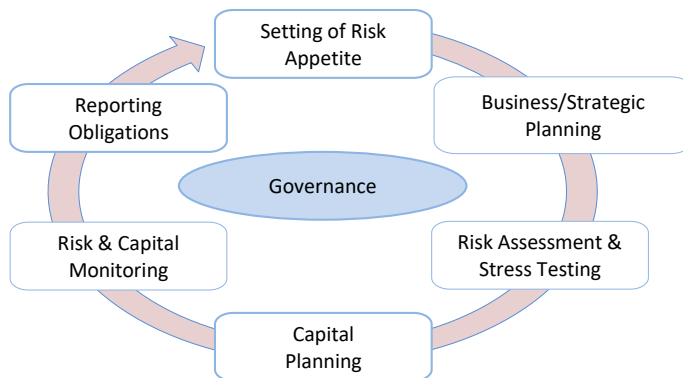 Setting of Risk
Appetite
Business/Strategic
Planning
Risk Assessment &
Stress Testing
Capital
Planning
Risk & Capital
Monitoring
Reporting
Obligations
Governance